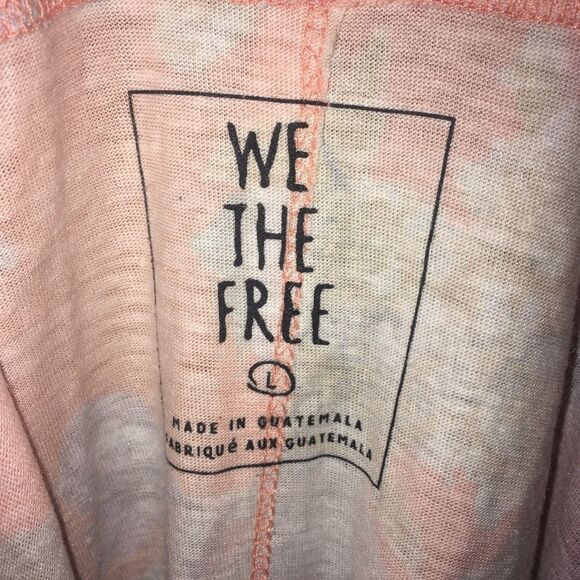 WE
THE
FREE
L
MADE IN GUATEMALA
FABRIQUÉ AUX GUATEMALA